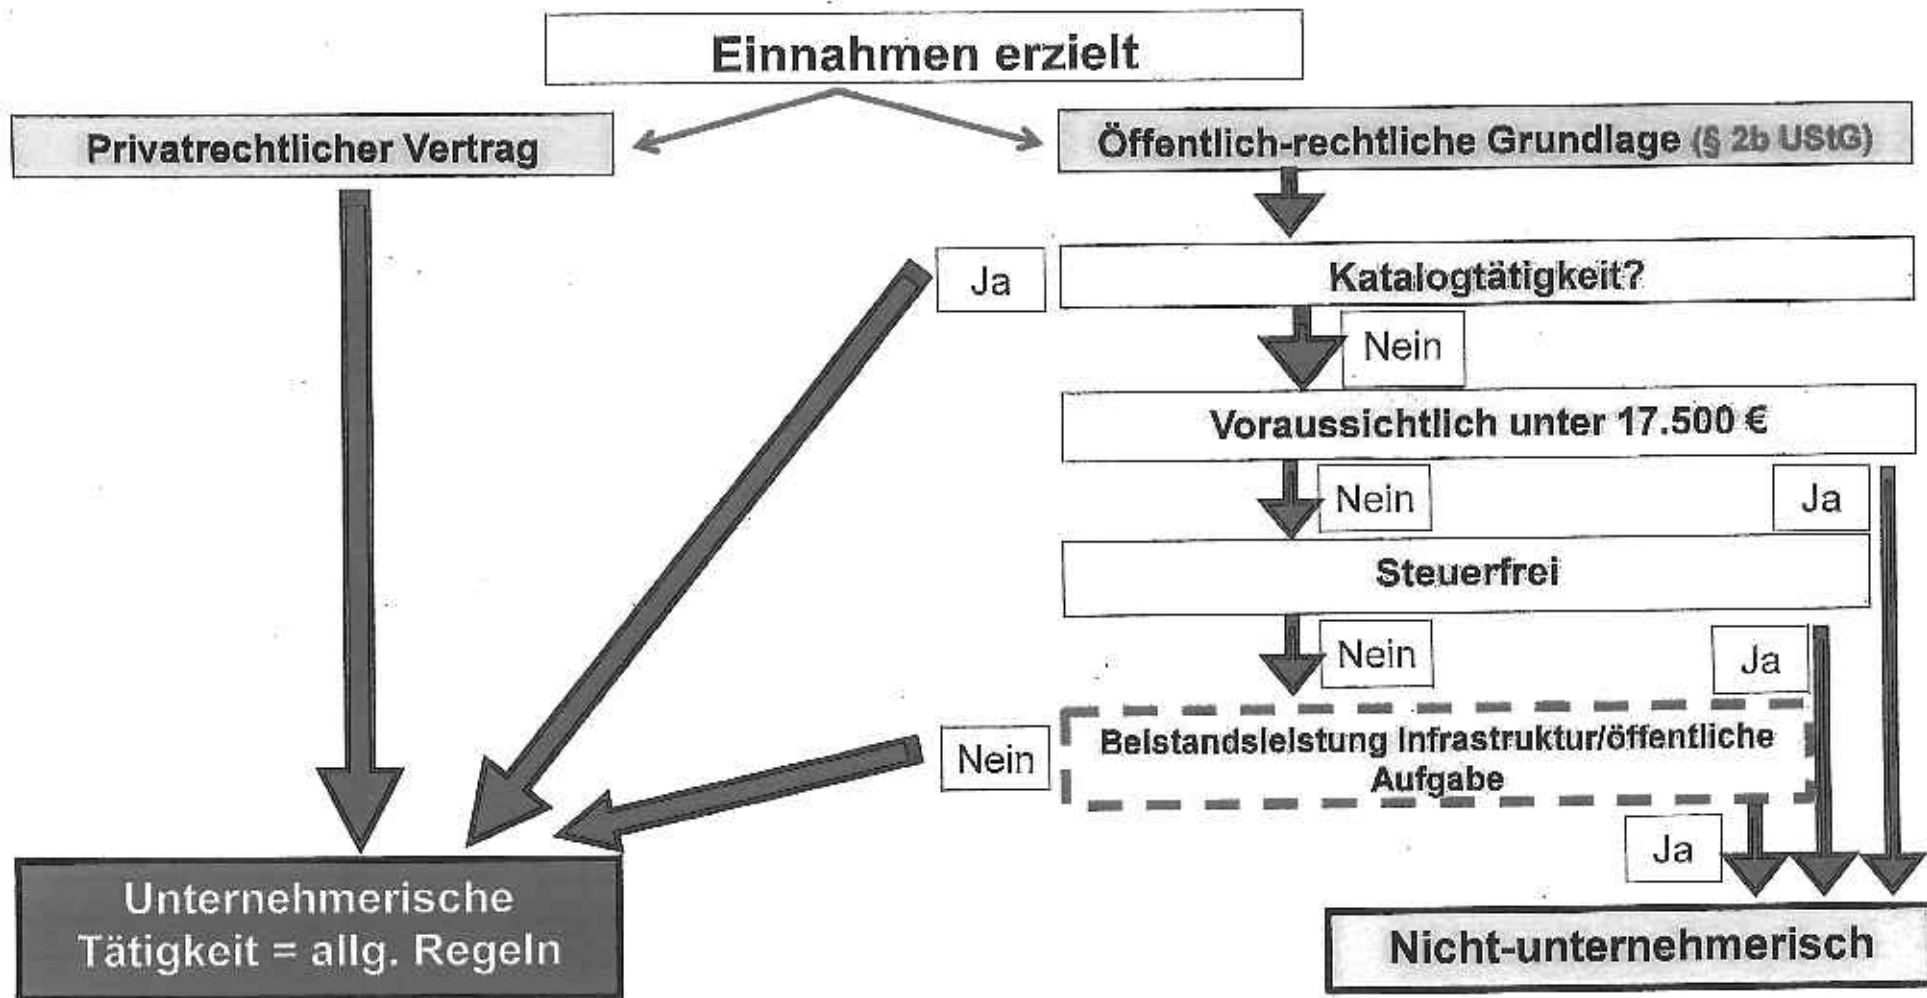 Einnahmen erzielt
Privatrechtlicher Vertrag
Öffentlich-rechtliche Grundlage (§ 2b UStG)
Ja
Katalogtätigkeit?
Nein
Voraussichtlich unter 17.500 €
Nein
Ja
Steuerfrei
Nein
Ja
Nein
Beistandsleistung Infrastruktur/öffentliche
Aufgabe
Ja
Unternehmerische
Tätigkeit = allg. Regeln
Nicht-unternehmerisch